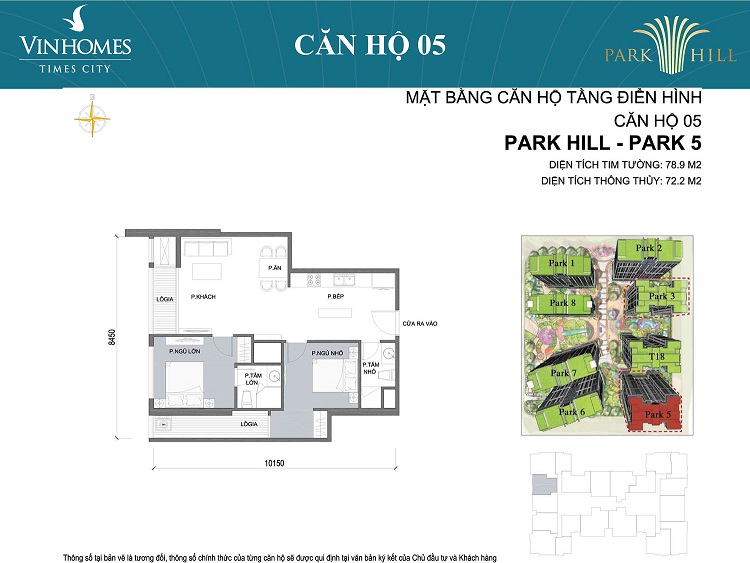 VINHOMES
TIMES CITY
CĂN HỘ 05
PARK HILL
MẶT BẰNG CĂN HỘ TẦNG ĐIỂN HÌNH
CĂN HỘ 05
PARK HILL - PARK 5
DIỆN TÍCH TIM TƯỜNG: 78.9 M2
DIỆN TÍCH THÔNG THỦY: 72.2 M2
B
P.ĂN
LÔGIA
P.KHÁCH
P.BẾP
CỬA RA VÀO
8450
P.NGỦ LỚN
P.NGỦ NHỎ
P.TẮM
LỚN
P.TẮM
NHỎ
LÔGIA
10150
Park 2
Park 1
Park 3
Park 8
T18
Park 7
Park 6
Park 5
Thông số tại bản vẽ là tương đối, thông số chính thức của từng căn hộ sẽ được qui định tại văn bản ký kết của Chủ đầu tư và Khách hàng